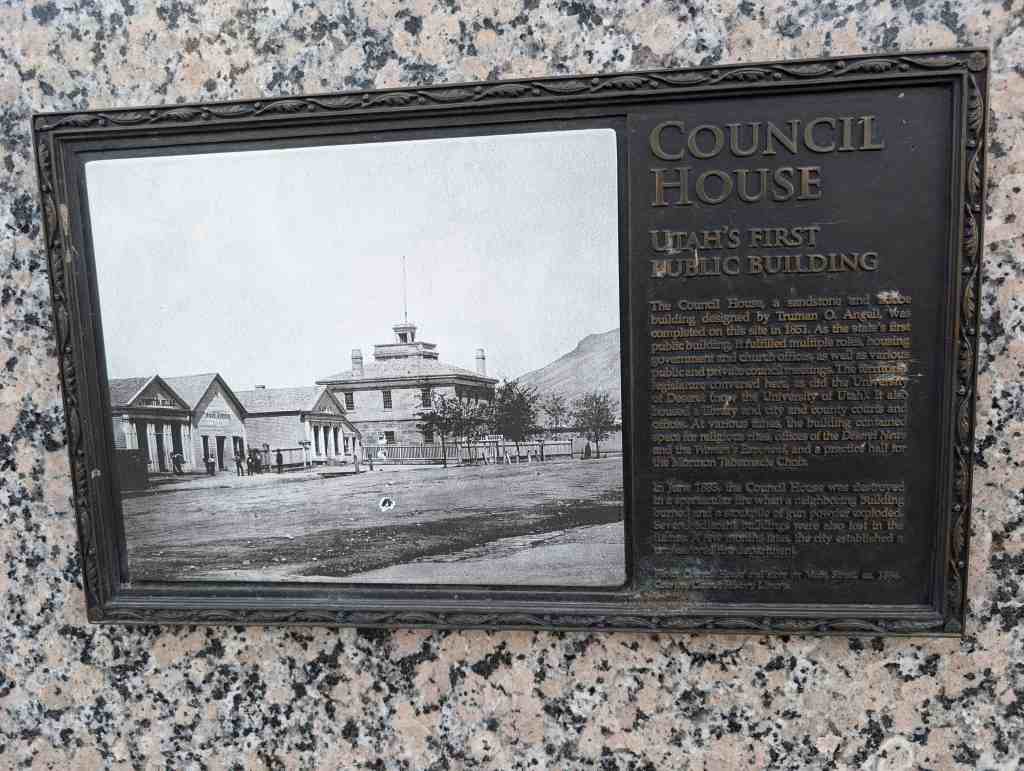 COUNCIL
HOUSE
UTAH'S FIRST
PUBLIC BUILDING
The Council House, a sandstone and adobe
building designed by Truman O. Angell, was
completed on this site in 1851. As the state's first
public building, it fulfilled multiple roles, housing
government and church offices as well as various
public and private council meetings. The territorial
legislature convened here, as did the University
of Deseret (now the University of Utah). It also
housed a library and city and county courts and
offices. At various times, the building contained
space for religious rites, offices of the Deseret News
and the Woman's Exponent, and a practice hall for
the Mormon Tabernacle Choir.
In June 1883, the Council House was destroyed
in a spectacular fire when a neighboring building
burned and a stockpile of gun powder exploded.
Several adjacent buildings were also lost in the
flames. A few months later, the city established a
professional fire department.
Main Street, ca. 1869.